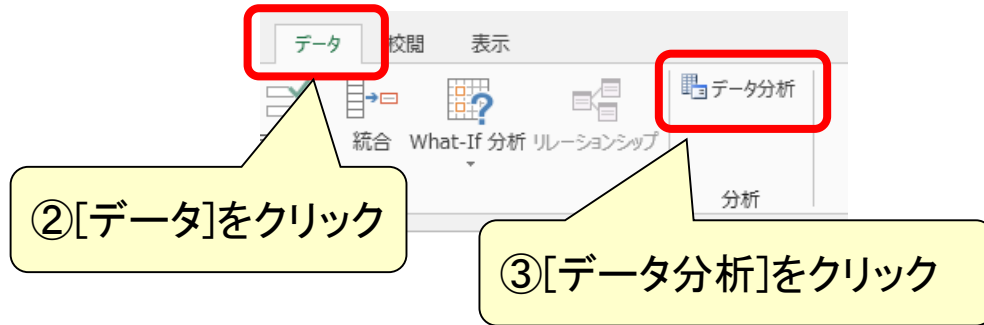 データ 校閲 表示
データ分析
統合 What-If 分析 リレーションシップ
分析
②[データ]をクリック
③[データ分析]をクリック